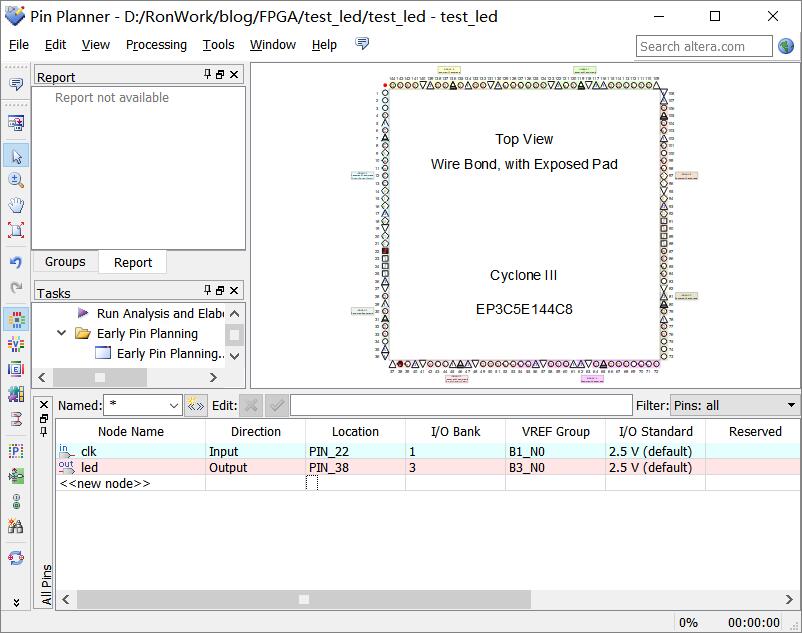 Pin Planner - D:/RonWork/blog/FPGA/test_led/test_led - test_led
File Edit View Processing Tools Window Help
Search altera.com
Report
Report not available
Groups Report
Tasks
Run Analysis and Elabo
Early Pin Planning
Early Pin Planning...
Top View
Wire Bond, with Exposed Pad
Cyclone III
EP3C5E144C8
Named: * Edit: Filter: Pins: all
Node Name Direction Location I/O Bank VREF Group I/O Standard Reserved
in clk Input PIN_22 1 B1_N0 2.5 V (default)
out led Output PIN_38 3 B3_N0 2.5 V (default)
<<new node>>
All Pins
0% 00:00:00